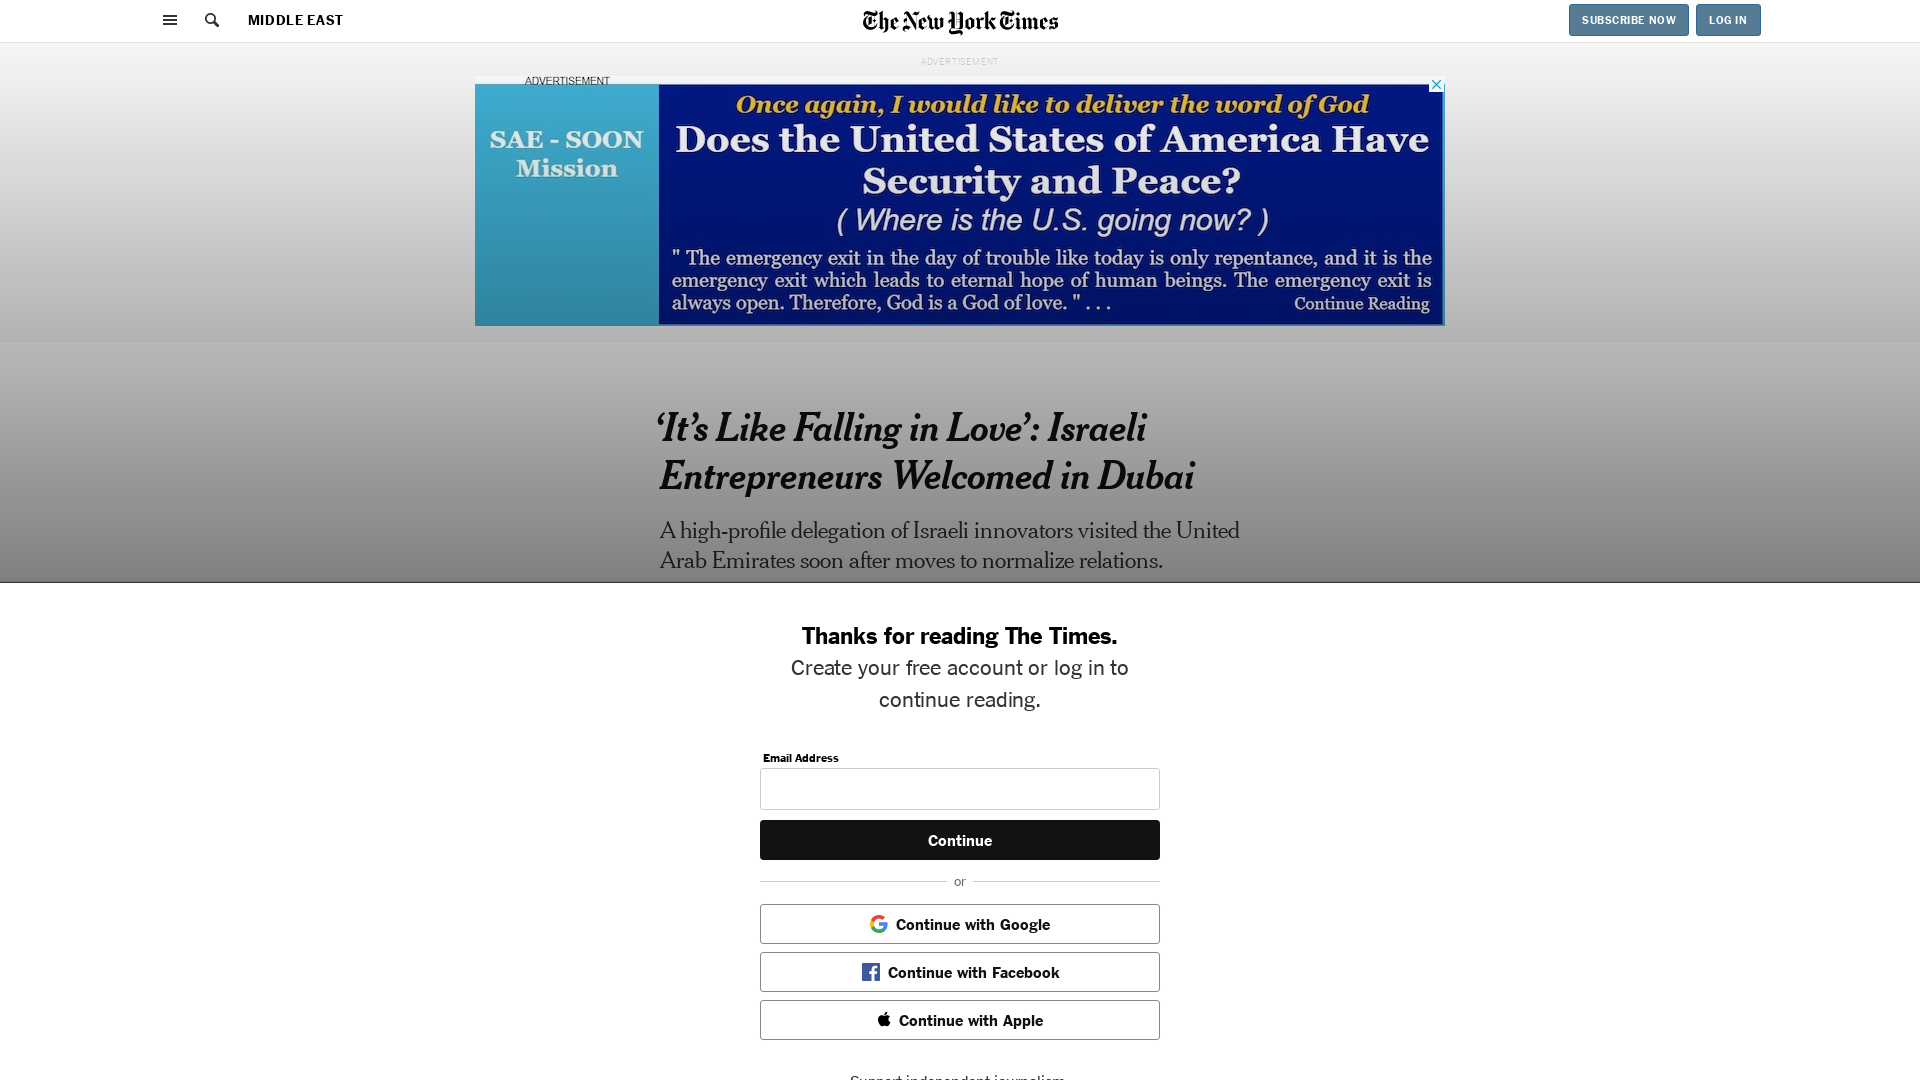 MIDDLE EAST
The New York Times
SUBSCRIBE NOW
LOG IN
ADVERTISEMENT
ADVERTISEMENT
SAE - SOON
Mission
Once again, I would like to deliver the word of God
Does the United States of America Have
Security and Peace?
( Where is the U.S. going now? )
" The emergency exit in the day of trouble like today is only repentance, and it is the
emergency exit which leads to eternal hope of human beings. The emergency exit is
always open. Therefore, God is a God of love. " . . .
Continue Reading
‘It’s Like Falling in Love’: Israeli
Entrepreneurs Welcomed in Dubai
A high-profile delegation of Israeli innovators visited the United
Arab Emirates soon after moves to normalize relations.
Thanks for reading The Times.
Create your free account or log in to
continue reading.
Email Address
Continue
or
Continue with Google
Continue with Facebook
Continue with Apple
Support independent journalism.